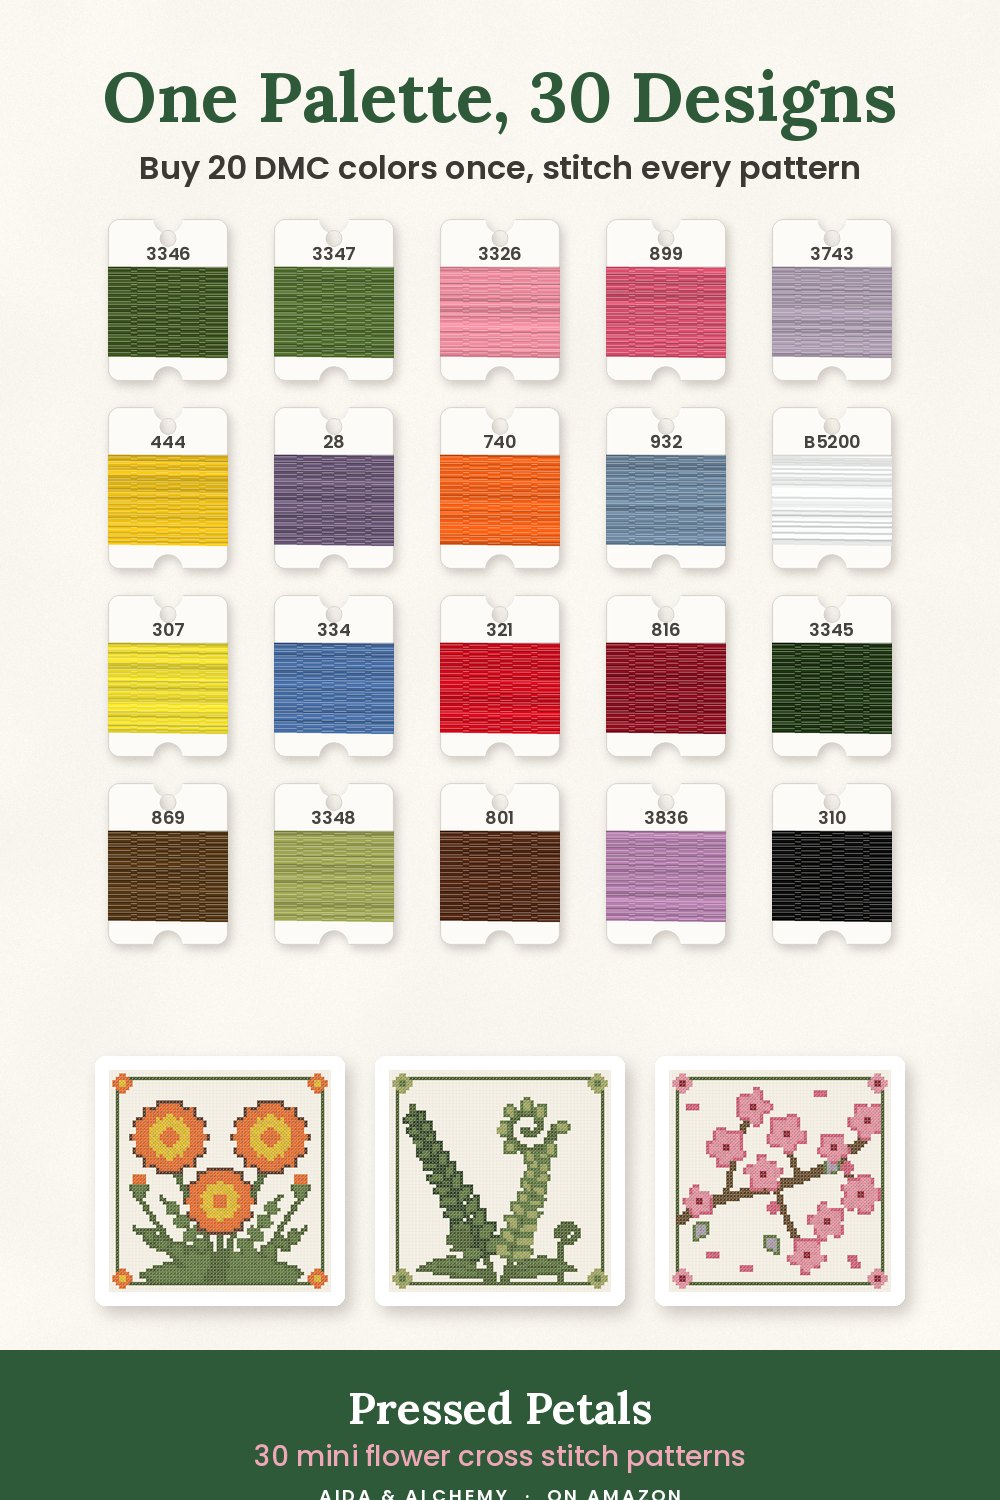 One Palette, 30 Designs
Buy 20 DMC colors once, stitch every pattern
3346 3347 3326 899 3743
444 28 740 932 B5200
307 334 321 816 3345
869 3348 801 3836 310
Pressed Petals
30 mini flower cross stitch patterns
AIDA & ALCHEMY · ON AMAZON